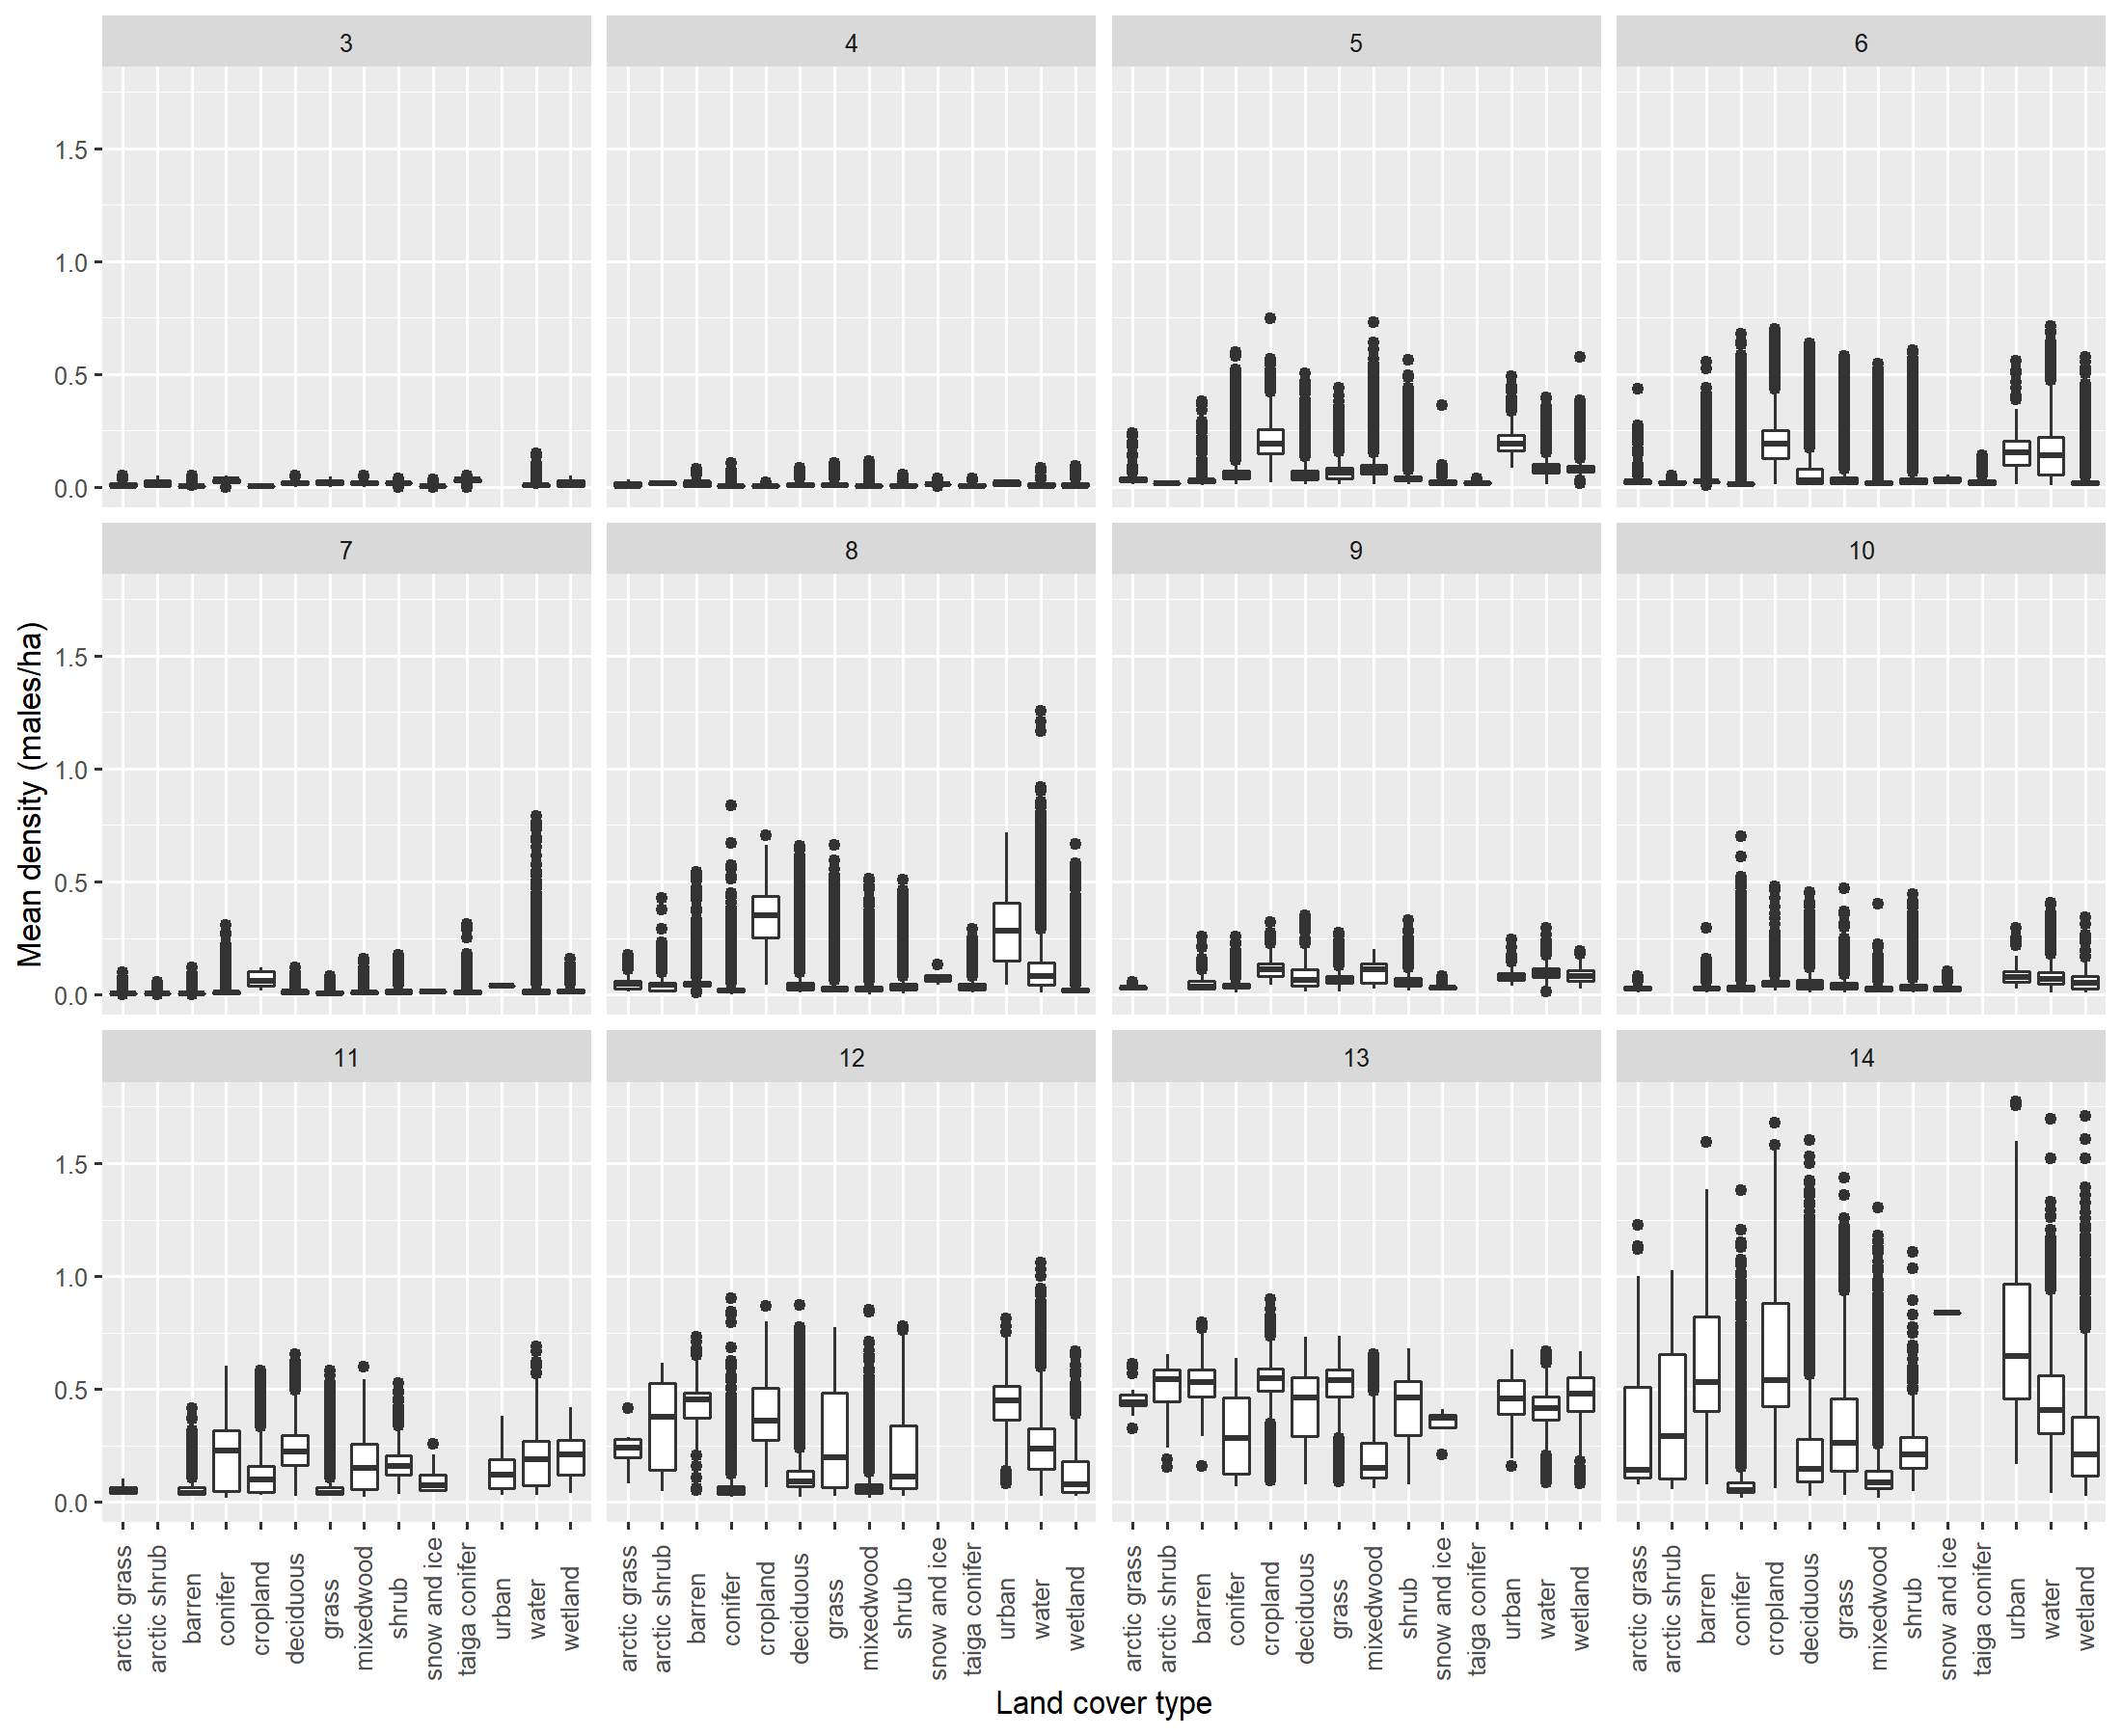 3 4 5 6
1.5
1.0
0.5
0.0
7 8 9 10
1.5
1.0
0.5
0.0
Mean density (males/ha)
11 12 13 14
1.5
1.0
0.5
0.0
arctic grass arctic shrub barren conifer cropland deciduous grass mixedwood shrub snow and ice taiga conifer urban water wetland
arctic grass arctic shrub barren conifer cropland deciduous grass mixedwood shrub snow and ice taiga conifer urban water wetland
arctic grass arctic shrub barren conifer cropland deciduous grass mixedwood shrub snow and ice taiga conifer urban water wetland
arctic grass arctic shrub barren conifer cropland deciduous grass mixedwood shrub snow and ice taiga conifer urban water wetland
Land cover type